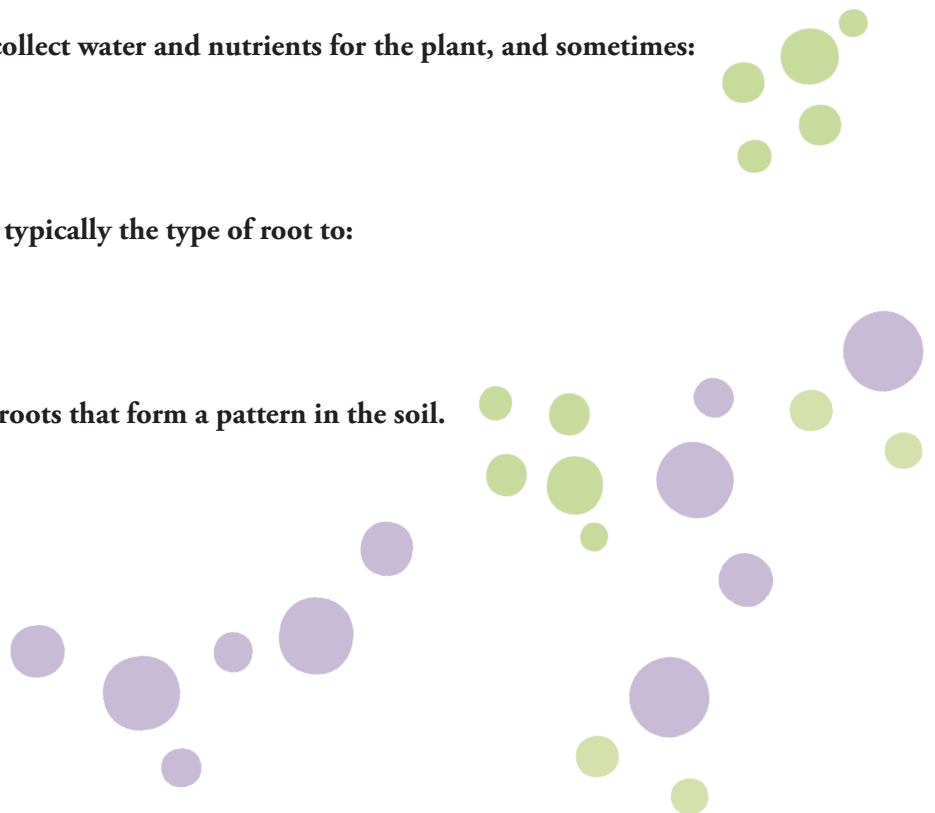 collect water and nutrients for the plant, and sometimes:
typically the type of root to:
roots that form a pattern in the soil.